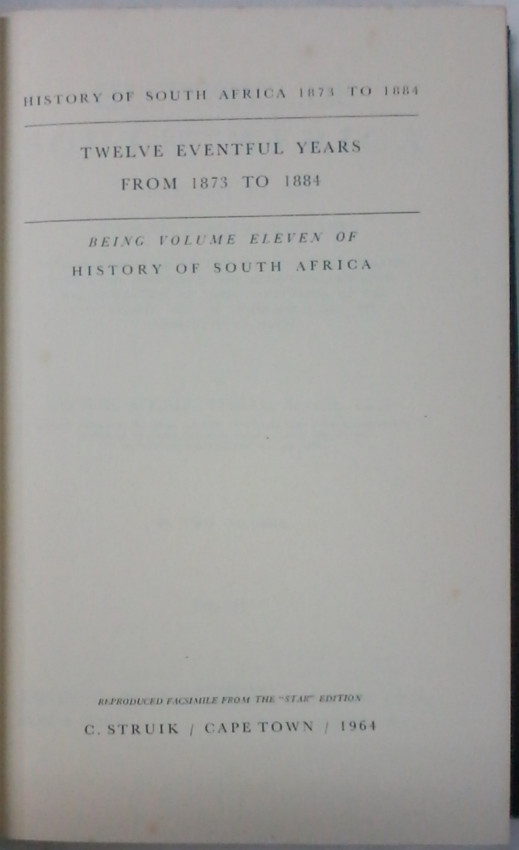 HISTORY OF SOUTH AFRICA 1873 TO 1884
TWELVE EVENTFUL YEARS
FROM 1873 TO 1884
BEING VOLUME ELEVEN OF
HISTORY OF SOUTH AFRICA
REPRODUCED FACSIMILE FROM THE "STAR" EDITION
C. STRUIK / CAPE TOWN / 1964